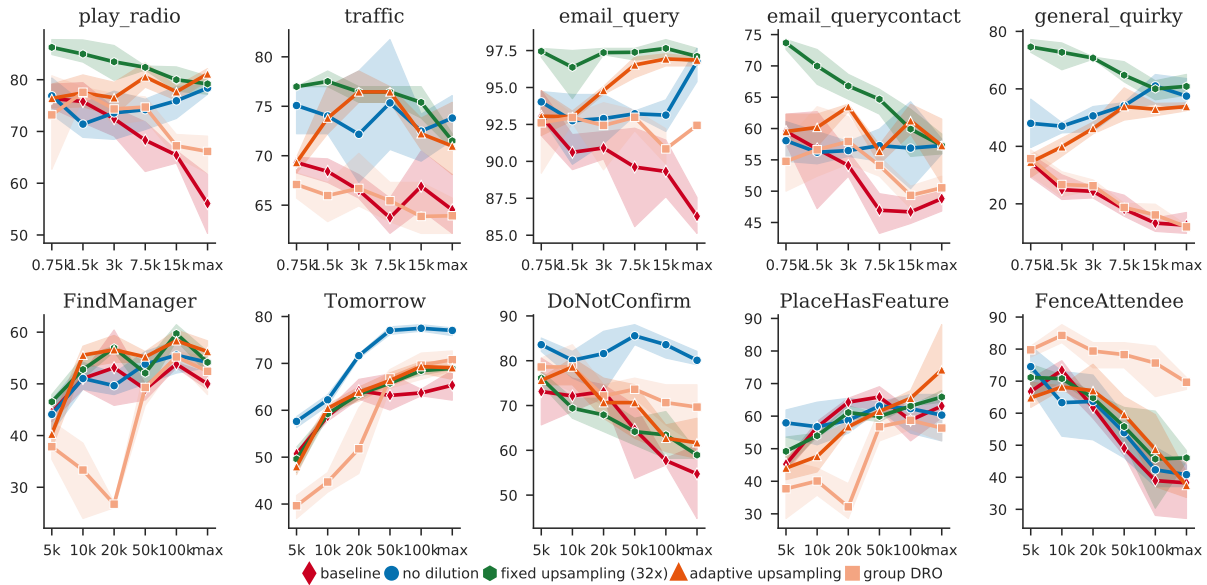 play_radio traffic email_query email_querycontact general_quirky
80 70 60 50
80 75 70 65
97.5 95.0 92.5 90.0 87.5 85.0
75 70 65 60 55 50 45
80 60 40 20
0.75k 1.5k 3k 7.5k 15k max 0.75k 1.5k 3k 7.5k 15k max 0.75k 1.5k 3k 7.5k 15k max 0.75k 1.5k 3k 7.5k 15k max 0.75k 1.5k 3k 7.5k 15k max
FindManager Tomorrow DoNotConfirm PlaceHasFeature FenceAttendee
60 50 40 30
80 70 60 50 40
90 80 70 60 50
90 80 70 60 50 40 30
90 80 70 60 50 40 30
5k 10k 20k 50k 100k max 5k 10k 20k 50k 100k max 5k 10k 20k 50k 100k max 5k 10k 20k 50k 100k max 5k 10k 20k 50k 100k max
baseline no dilution fixed upsampling (32x) adaptive upsampling group DRO